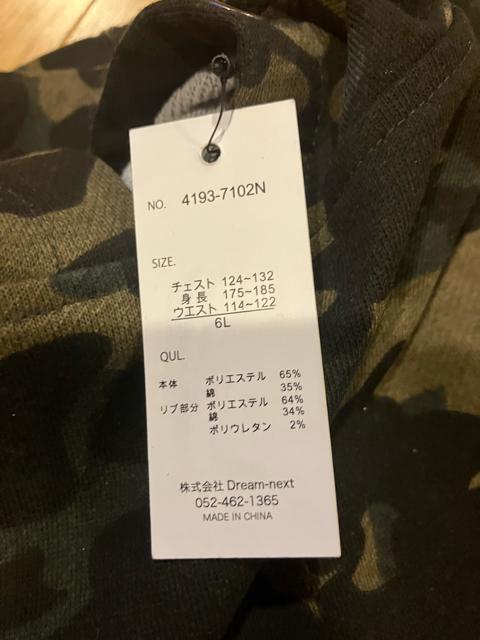 NO. 4193-7102N
SIZE.
チェスト 124~132
身長 175~185
ウエスト 114~122
6L
QUL.
本体 ポリエステル 65%
綿 35%
リブ部分 ポリエステル 64%
綿 34%
ポリウレタン 2%
株式会社 Dream-next
052-462-1365
MADE IN CHINA